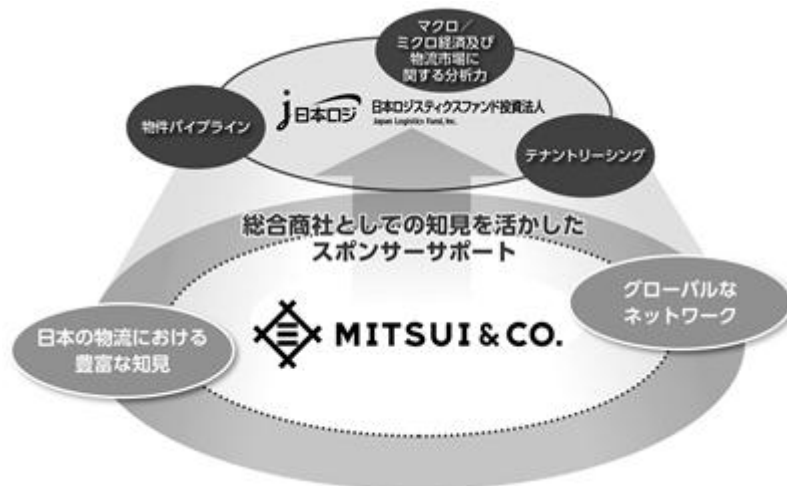 マクロ／
ミクロ経済及び
物流市場に
関する分析力
j日本ロジ 日本ロジスティクスファンド投資法人
Japan Logistics Fund, Inc.
物件パイプライン
テナントリーシング
総合商社としての知見を活かした
スポンサーサポート
グローバルな
ネットワーク
日本の物流における
豊富な知見
MITSUI & CO.